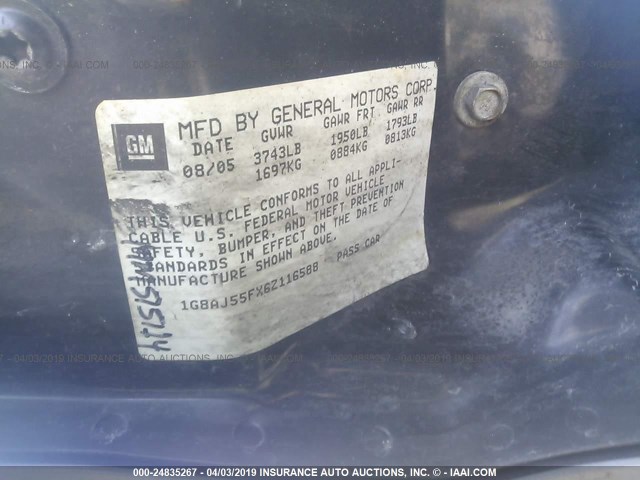 GM
MFD BY GENERAL MOTORS CORP.
DATE GVWR GAWR FRT GAWR RR
08/05 3743LB 1950LB 1793LB
1697KG 0884KG 0813KG
THIS VEHICLE CONFORMS TO ALL APPLI-
CABLE U.S. FEDERAL MOTOR VEHICLE
SAFETY, BUMPER, AND THEFT PREVENTION
STANDARDS IN EFFECT ON THE DATE OF
MANUFACTURE SHOWN ABOVE.
1G8AJ55FX6Z116588 PASS CAR
000-24835267 - 04/03/2019 INSURANCE AUTO AUCTIONS, INC. - © - IAAI.COM